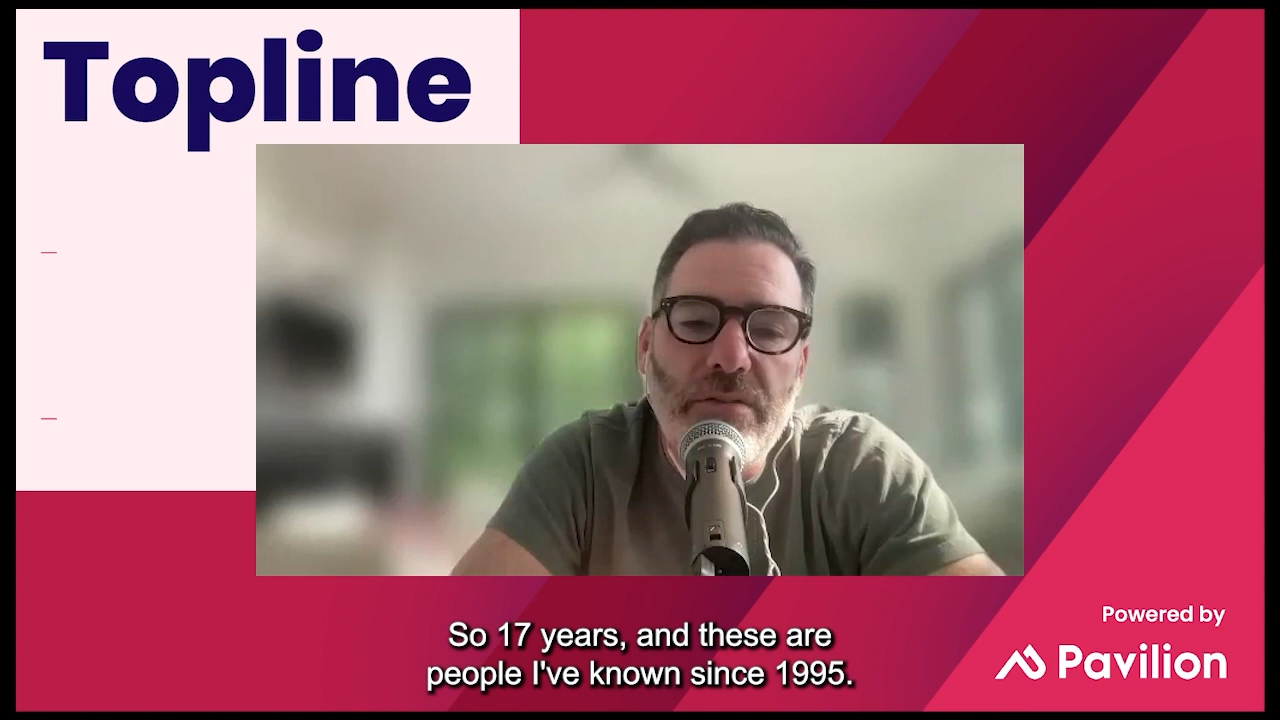 Topline
So 17 years, and these are
people I've known since 1995.
Powered by
Pavilion